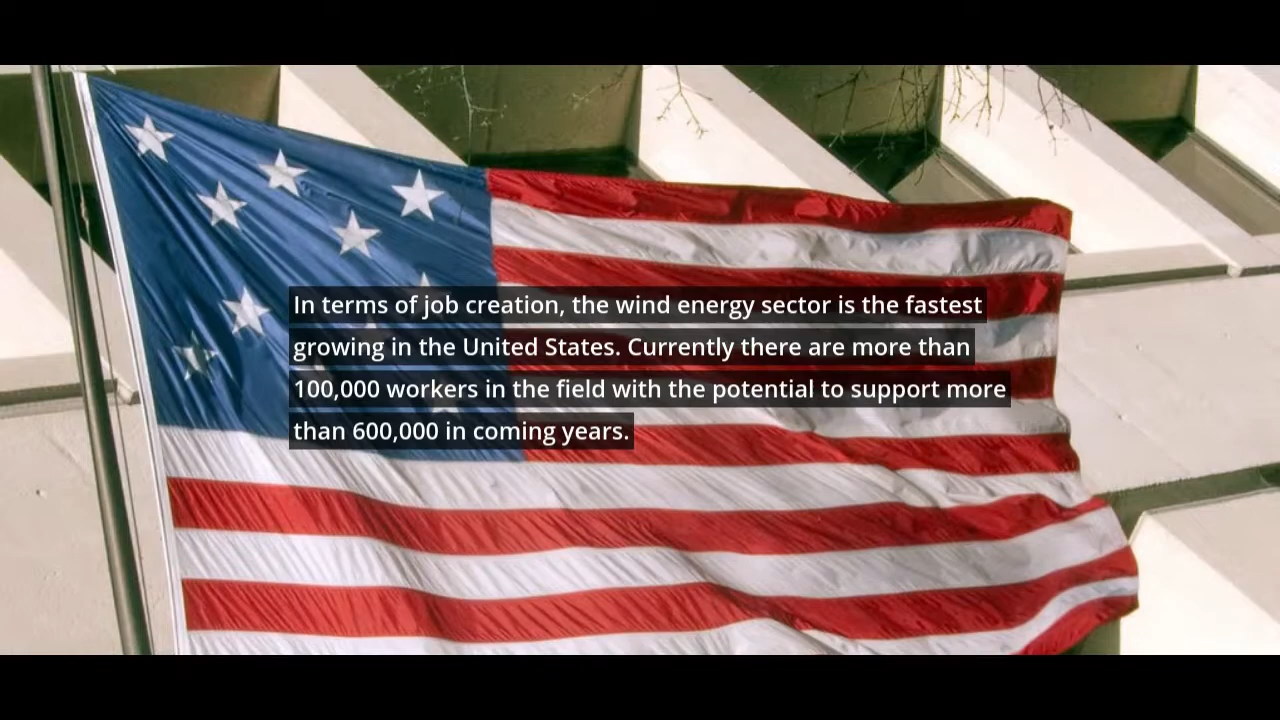 In terms of job creation, the wind energy sector is the fastest
growing in the United States. Currently there are more than
100,000 workers in the field with the potential to support more
than 600,000 in coming years.